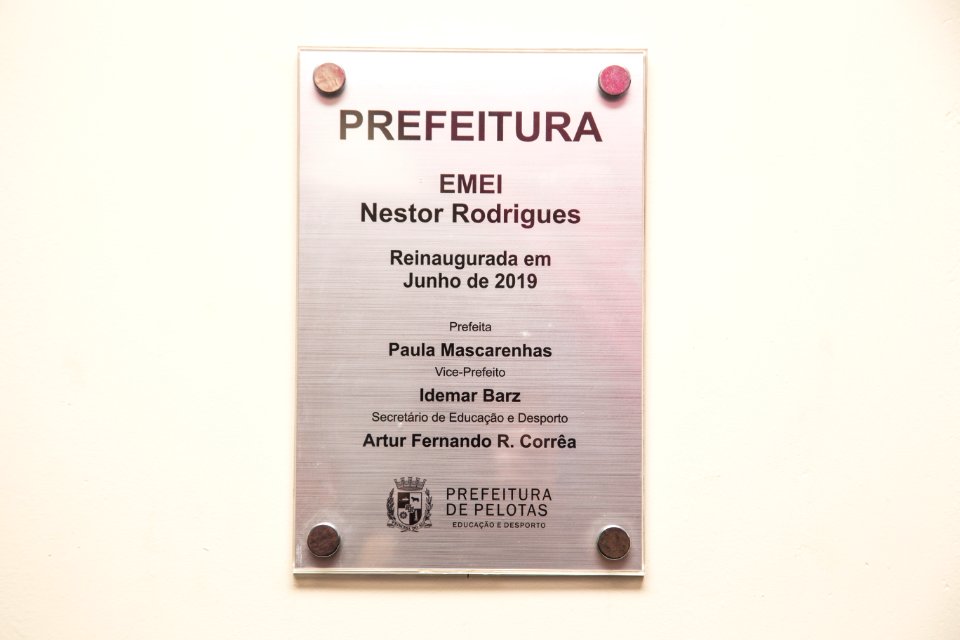 PREFEITURA
EMEI
Nestor Rodrigues
Reinaugurada em
Junho de 2019
Prefeita
Paula Mascarenhas
Vice-Prefeito
Idemar Barz
Secretário de Educação e Desporto
Artur Fernando R. Corrêa
PREFEITURA
DE PELOTAS
EDUCAÇÃO E DESPORTO